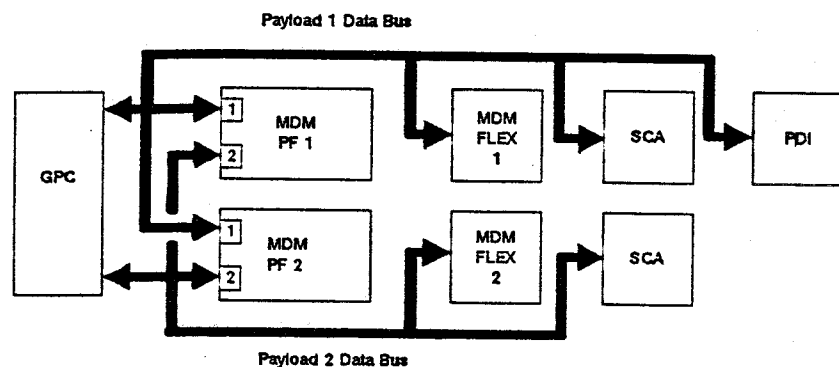 Payload 1 Data Bus
GPC
1
2
MDM
PF 1
MDM
FLEX
1
SCA
PDI
1
2
MDM
PF 2
MDM
FLEX
2
SCA
Payload 2 Data Bus